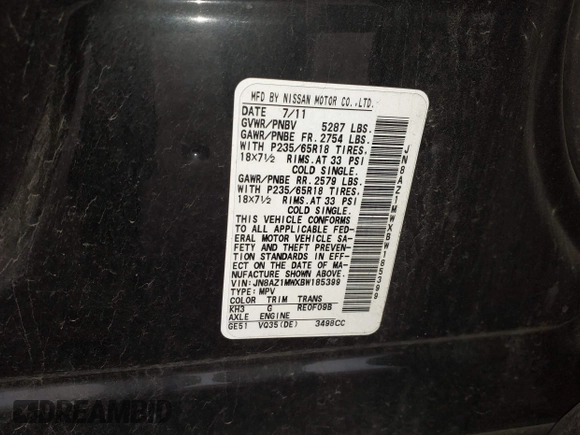 MFD BY NISSAN MOTOR CO.,LTD.
DATE 7/11
GVWR/PNBV 5287 LBS.
GAWR/PNBE FR. 2754 LBS.
WITH P235/65R18 TIRES.
18×7½ RIMS. AT 33 PSI
COLD SINGLE.
GAWR/PNBE RR. 2579 LBS.
WITH P235/65R18 TIRES.
18×7½ RIMS. AT 33 PSI
COLD SINGLE.
THIS VEHICLE CONFORMS
TO ALL APPLICABLE FED-
ERAL MOTOR VEHICLE SA-
FETY AND THEFT PREVEN-
TION STANDARDS IN EFF-
ECT ON THE DATE OF MA-
NUFACTURE SHOWN ABOVE.
VIN: JN8AZ1MWXBW185399
TYPE: MPV
COLOR TRIM TRANS
KH3 G RE0F09B
AXLE ENGINE
GE51 VQ35(DE) 3498CC
JN8AZ1MWXBW185399
DREAMBID